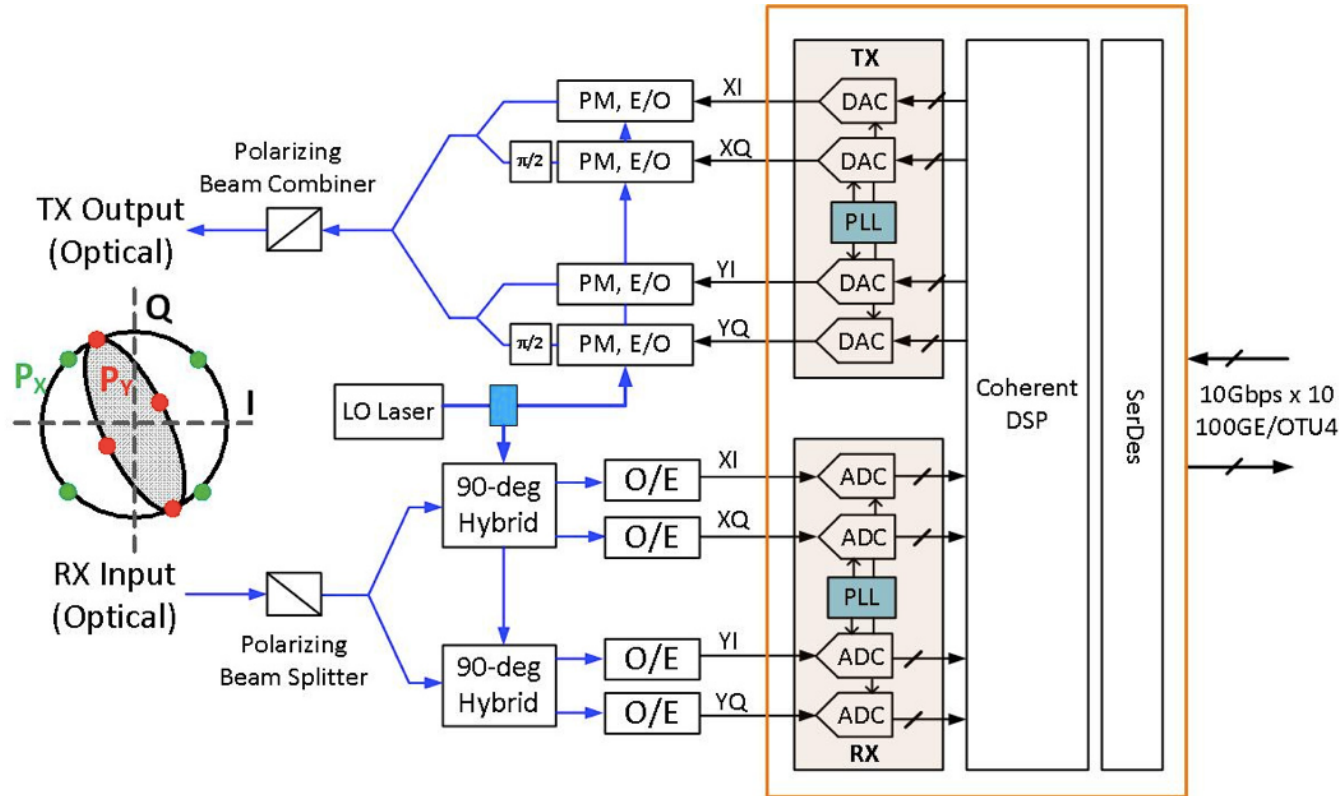 TX
XI
PM, E/O
DAC
XQ
π/2
PM, E/O
DAC
Polarizing
Beam Combiner
TX Output
(Optical)
PLL
YI
PM, E/O
DAC
YQ
π/2
PM, E/O
DAC
Q
PX
PY
I
LO Laser
Coherent
DSP
SerDes
10Gbps x 10
100GE/OTU4
90-deg
Hybrid
O/E
XI
ADC
O/E
XQ
ADC
RX Input
(Optical)
Polarizing
Beam Splitter
PLL
90-deg
Hybrid
O/E
YI
ADC
O/E
YQ
ADC
RX